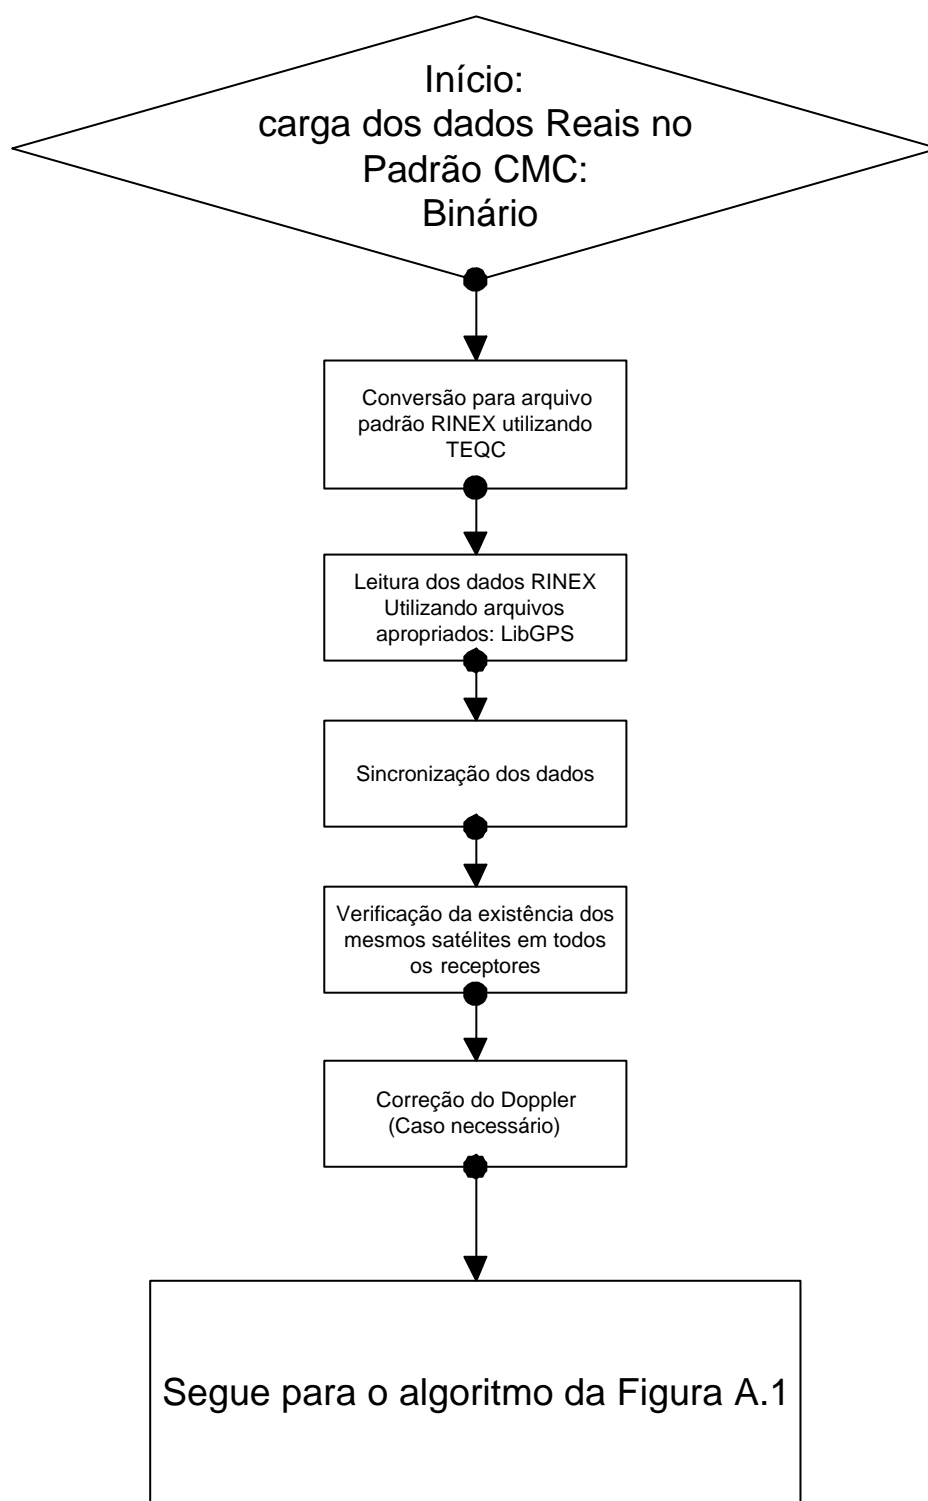 Início:
carga dos dados Reais no
Padrão CMC:
Binário
Conversão para arquivo
padrão RINEX utilizando
TEQC
Leitura dos dados RINEX
Utilizando arquivos
apropriados: LibGPS
Sincronização dos dados
Verificação da existência dos
mesmos satélites em todos
os receptores
Correção do Doppler
(Caso necessário)
Segue para o algoritmo da Figura A.1